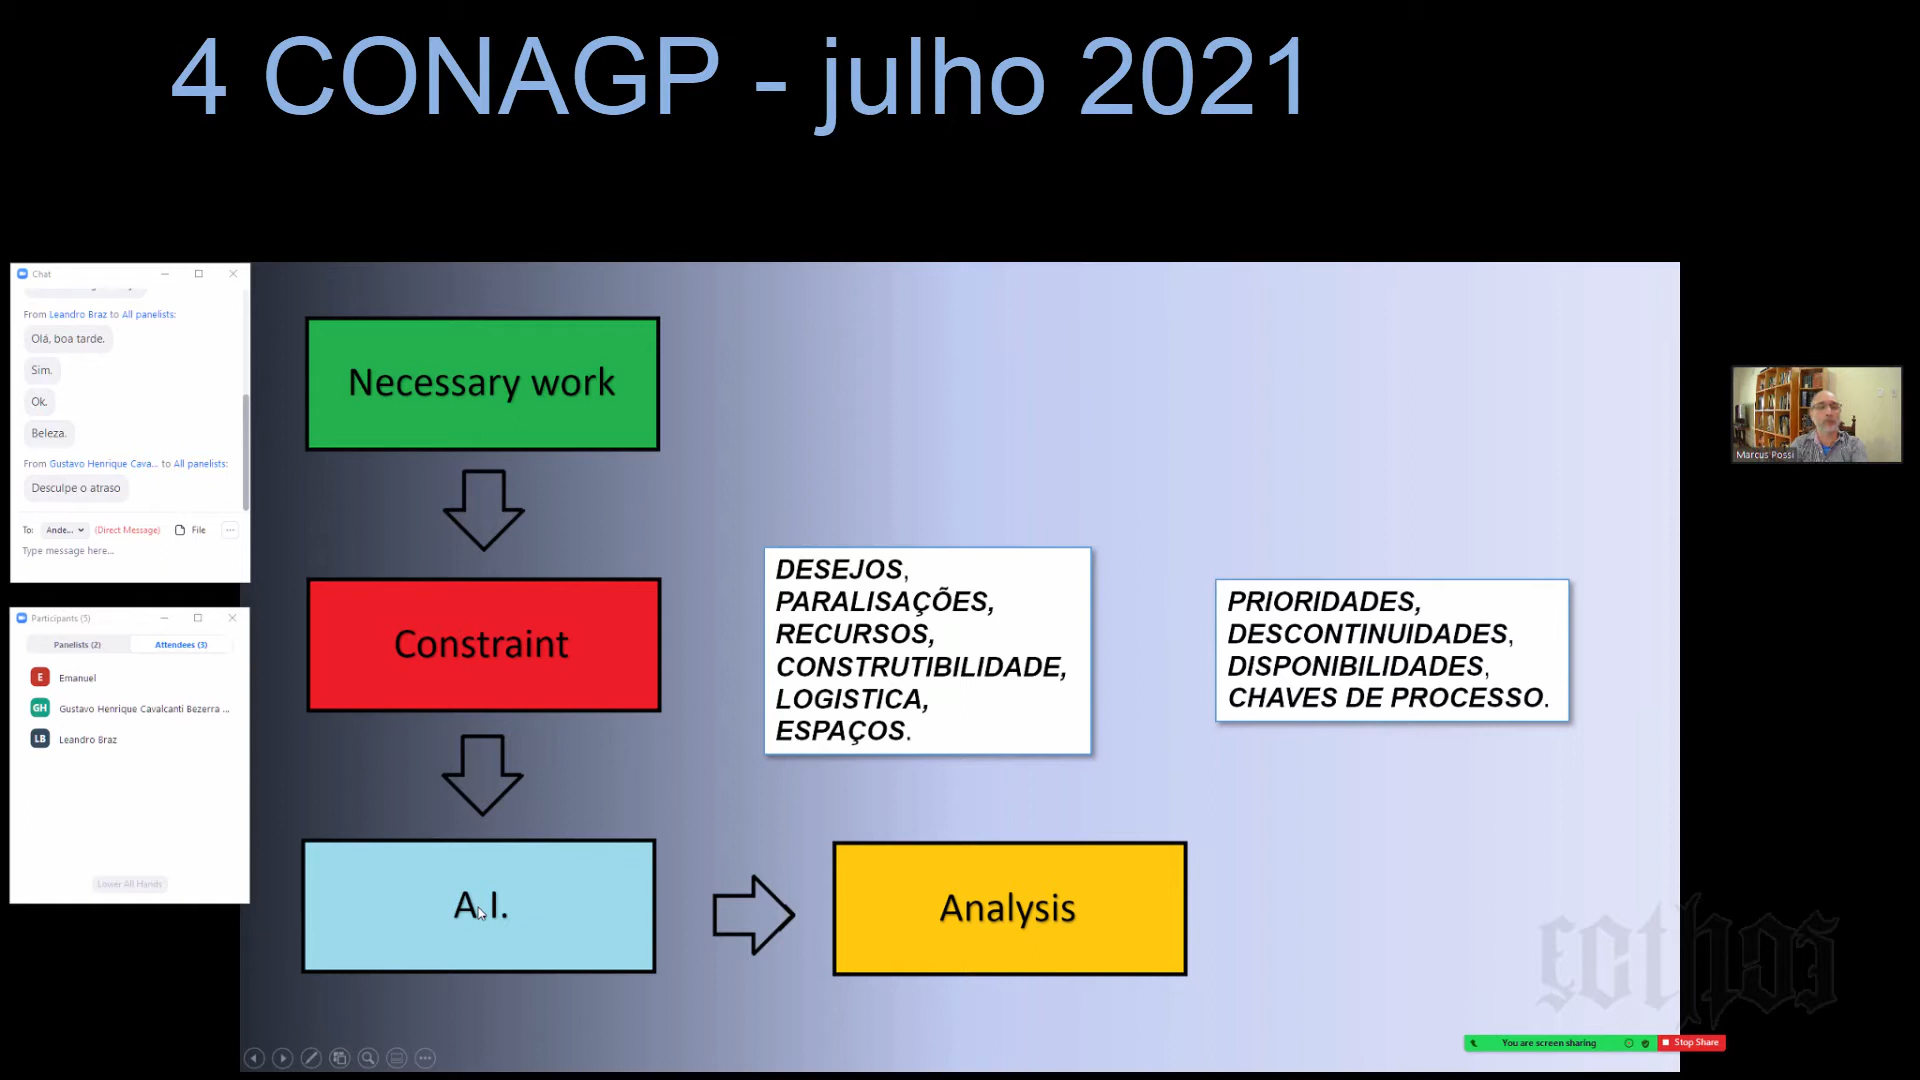 4 CONAGP - julho 2021
Chat
From Leandro Braz to All panelists:
Olá, boa tarde.
Sim.
Ok.
Beleza.
From Gustavo Henrique Cava... to All panelists:
Desculpe o atraso
To: Ande... (Direct Message) File
Type message here...
Participants (5)
Panelists (2) Attendees (3)
E Emanuel
GH Gustavo Henrique Cavalcanti Bezerra ...
LB Leandro Braz
Lower All Hands
Necessary work
Constraint
DESEJOS,
PARALISAÇÕES,
RECURSOS,
CONSTRUTIBILIDADE,
LOGISTICA,
ESPAÇOS.
PRIORIDADES,
DESCONTINUIDADES,
DISPONIBILIDADES,
CHAVES DE PROCESSO.
A.I.
Analysis
Marcus Possi
ecthos
You are screen sharing
Stop Share